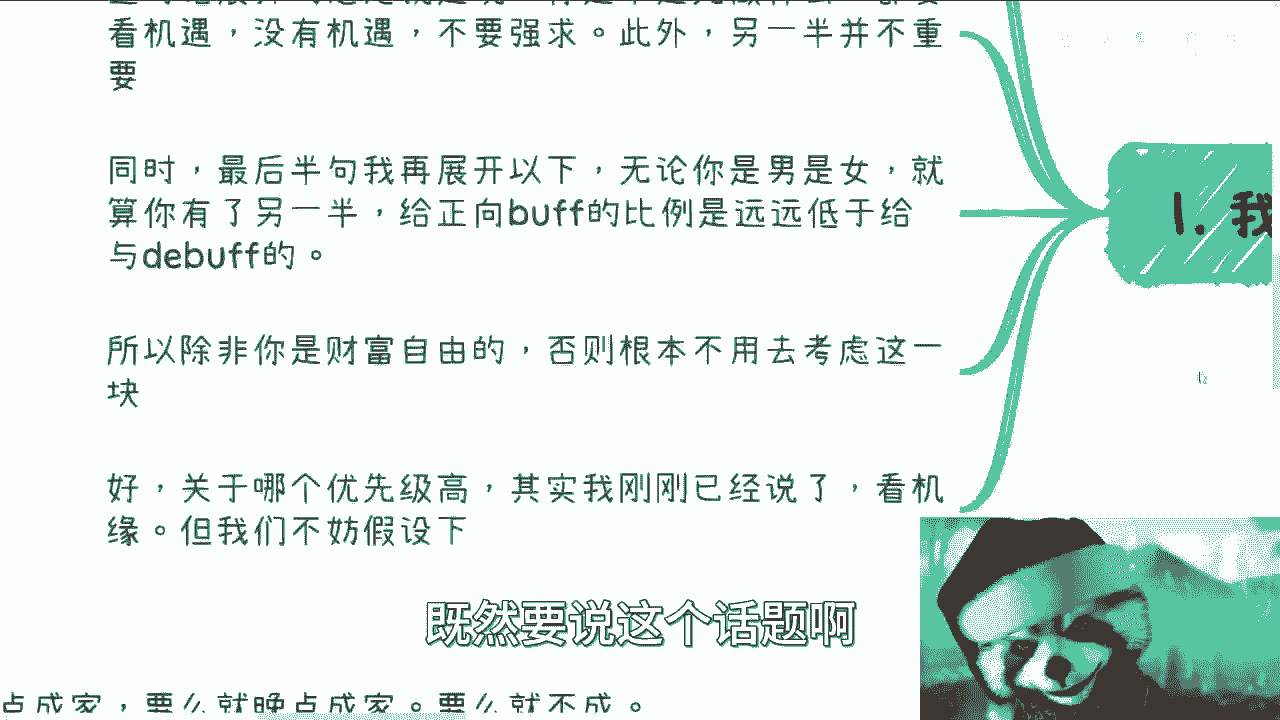 看机遇，没有机遇，不要强求。此外，另一半并不重
要
同时，最后半句我再展开以下，无论你是男是女，就
算你有了另一半，给正向buff的比例是远远低于给
与debuff的。
所以除非你是财富自由的，否则根本不用去考虑这一
块
好，关于哪个优先级高，其实我刚刚已经说了，看机
缘。但我们不妨假设下
1. 我
既然要说这个话题啊
点成家，要么就晚点成家。要么就不成。